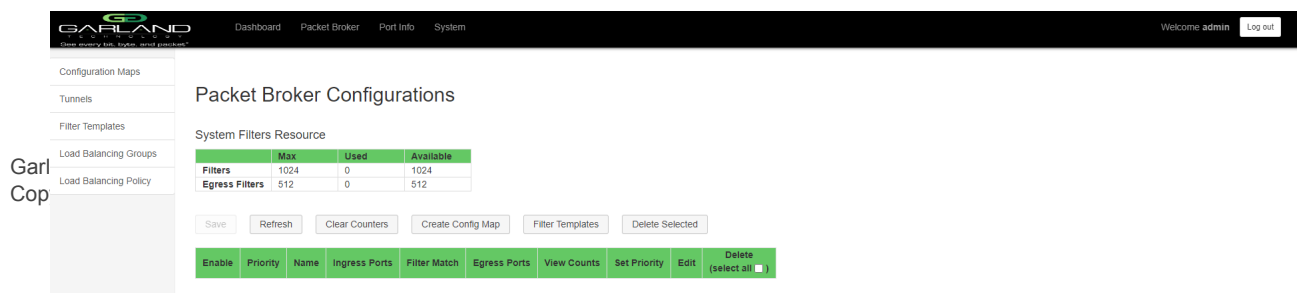 GARLAND
TECHNOLOGY
See every bit, byte, and packet®
Dashboard Packet Broker Port Info System
Welcome admin Log out
Configuration Maps
Tunnels
Filter Templates
Load Balancing Groups
Load Balancing Policy
Garl
Cop
Packet Broker Configurations
System Filters Resource
Max Used Available
Filters 1024 0 1024
Egress Filters 512 0 512
Save Refresh Clear Counters Create Config Map Filter Templates Delete Selected
Enable Priority Name Ingress Ports Filter Match Egress Ports View Counts Set Priority Edit Delete
(select all )